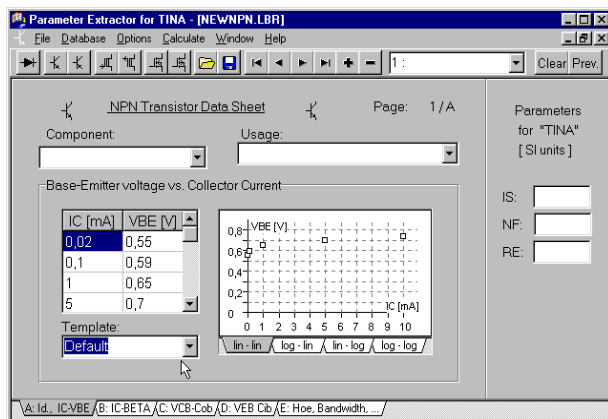 Parameter Extractor for TINA - [NEWNPN.LBR]
File Database Options Calculate Window Help
1 : Clear Prev.
NPN Transistor Data Sheet Page: 1/A
Component: Usage:
Parameters
for "TINA"
[ SI units ]
Base-Emitter voltage vs. Collector Current
IC [mA] VBE [V]
0,02 0,55
0,1 0,59
1 0,65
5 0,7
Template:
Default
VBE [V]
0,8
0,6
0,4
0,2
0
IC [mA]
0 1 2 3 4 5 6 7 8 9 10
lin - lin log - lin lin - log log - log
IS:
NF:
RE:
A: Id., IC-VBE B: IC-BETA C: VCB-Cob D: VEB Cib E: Hoe, Bandwidth, ...